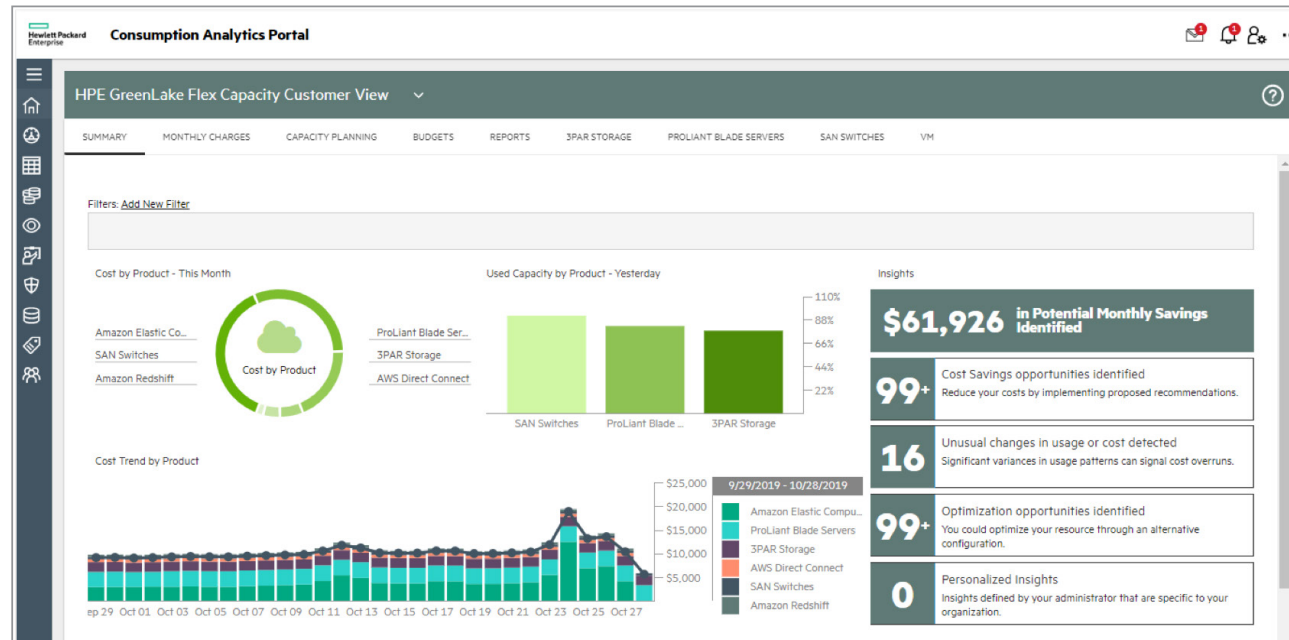 Hewlett Packard
Enterprise
Consumption Analytics Portal
1
1
HPE GreenLake Flex Capacity Customer View
?
SUMMARY MONTHLY CHARGES CAPACITY PLANNING BUDGETS REPORTS 3PAR STORAGE PROLIANT BLADE SERVERS SAN SWITCHES VM
Filters: Add New Filter
Cost by Product - This Month
Amazon Elastic Co...
SAN Switches
Amazon Redshift
Cost by Product
ProLiant Blade Ser...
3PAR Storage
AWS Direct Connect
Used Capacity by Product - Yesterday
110%
88%
66%
44%
22%
SAN Switches ProLiant Blade ... 3PAR Storage
Insights
$61,926 in Potential Monthly Savings
Identified
99+
Cost Savings opportunities identified
Reduce your costs by implementing proposed recommendations.
16
Unusual changes in usage or cost detected
Significant variances in usage patterns can signal cost overruns.
99+
Optimization opportunities identified
You could optimize your resource through an alternative
configuration.
0
Personalized Insights
Insights defined by your administrator that are specific to your
organization.
Cost Trend by Product
$25,000
$20,000
$15,000
$10,000
$5,000
ep 29 Oct 01 Oct 03 Oct 05 Oct 07 Oct 09 Oct 11 Oct 13 Oct 15 Oct 17 Oct 19 Oct 21 Oct 23 Oct 25 Oct 27
9/29/2019 - 10/28/2019
Amazon Elastic Compu...
ProLiant Blade Servers
3PAR Storage
AWS Direct Connect
SAN Switches
Amazon Redshift